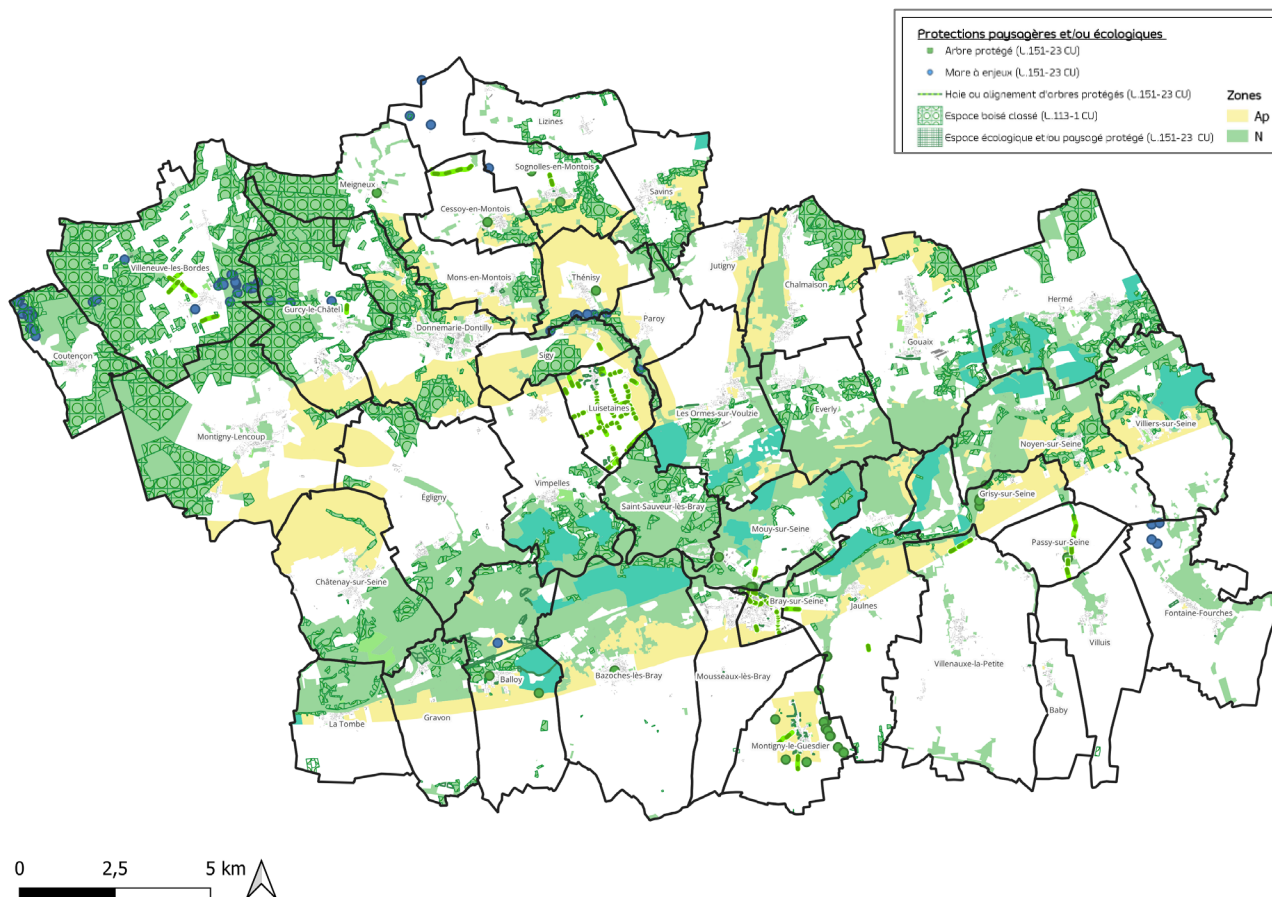 Protections paysagères et/ou écologiques
Arbre protégé (L.151-23 CU)
Mare à enjeux (L.151-23 CU)
Haie ou alignement d'arbres protégés (L.151-23 CU)
Espace boisé classé (L.113-1 CU)
Espace écologique et/ou paysagé protégé (L.151-23 CU)
Zones
Ap
N
Lizines
Sognolles-en-Montois
Meigneux
Savins
Cessoy-en-Montois
Villeneuve-les-Bordes
Mons-en-Montois
Thénisy
Jutigny
Chalmaison
Hermé
Gurcy-le-Châtel
Donnemarie-Dontilly
Paroy
Gouaix
Coutençon
Sigy
Luisetaines
Les Ormes-sur-Voulzie
Everly
Villiers-sur-Seine
Montigny-Lencoup
Noyen-sur-Seine
Vimpelles
Égligny
Saint-Sauveur-lès-Bray
Grisy-sur-Seine
Mouy-sur-Seine
Passy-sur-Seine
Châtenay-sur-Seine
Bray-sur-Seine
Jaulnes
Fontaine-Fourches
Villuis
Villenauxe-la-Petite
Balloy
Bazoches-lès-Bray
Mousseaux-lès-Bray
Baby
La Tombe
Gravon
Montigny-le-Guesdier
0 2,5 5 km